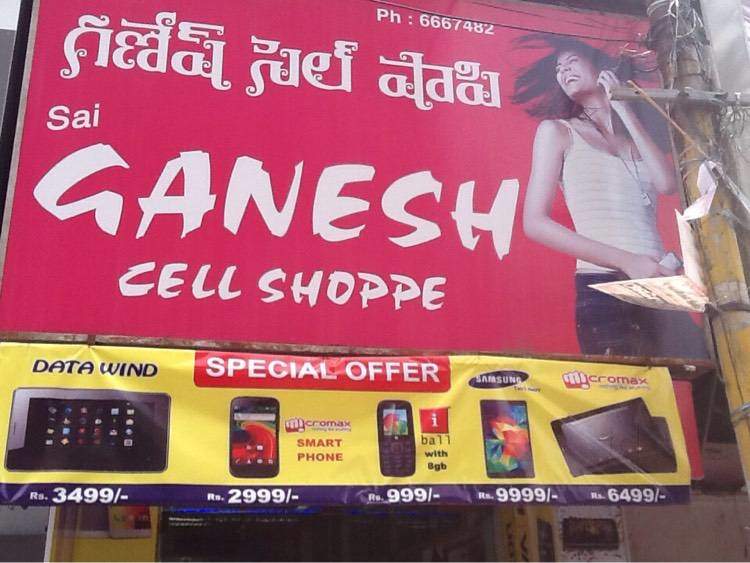 Ph : 6667482
గణేష్ సెల్ షాపి
Sai
GANESH
CELL SHOPPE
DATA WIND
SPECIAL OFFER
SAMSUNG
micromax
micromax
SMART
PHONE
i
ball
with
8gb
Rs. 3499/-
Rs. 2999/-
Rs. 999/-
Rs. 9999/-
Rs. 6499/-